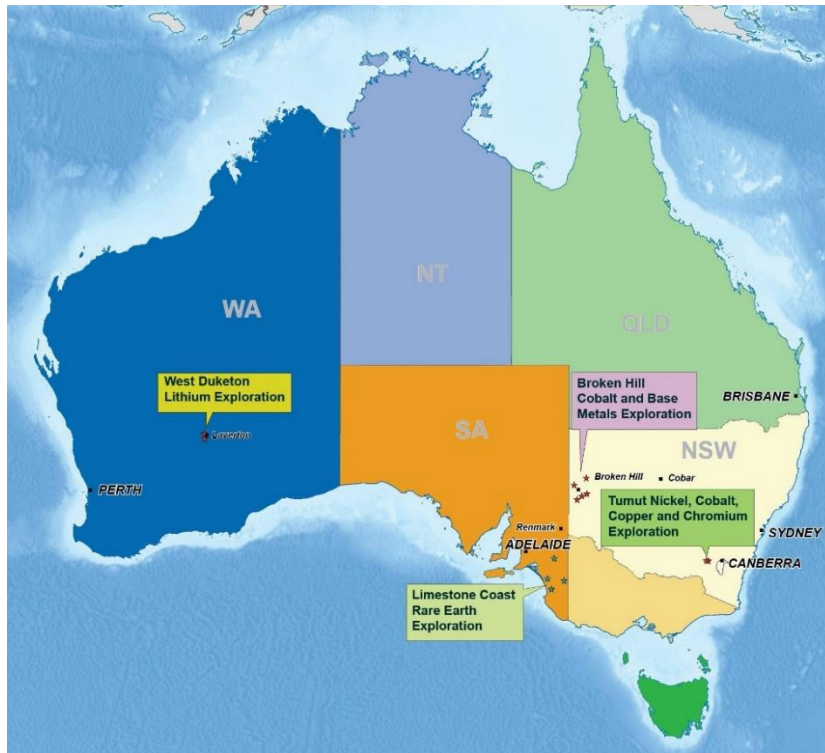 NT
WA
QLD
West Duketon
Lithium Exploration
Broken Hill
Cobalt and Base
Metals Exploration
BRISBANE
Laverton
SA
NSW
Broken Hill
Cobar
PERTH
Tumut Nickel, Cobalt,
Copper and Chromium
Exploration
Renmark
SYDNEY
ADELAIDE
CANBERRA
Limestone Coast
Rare Earth
Exploration